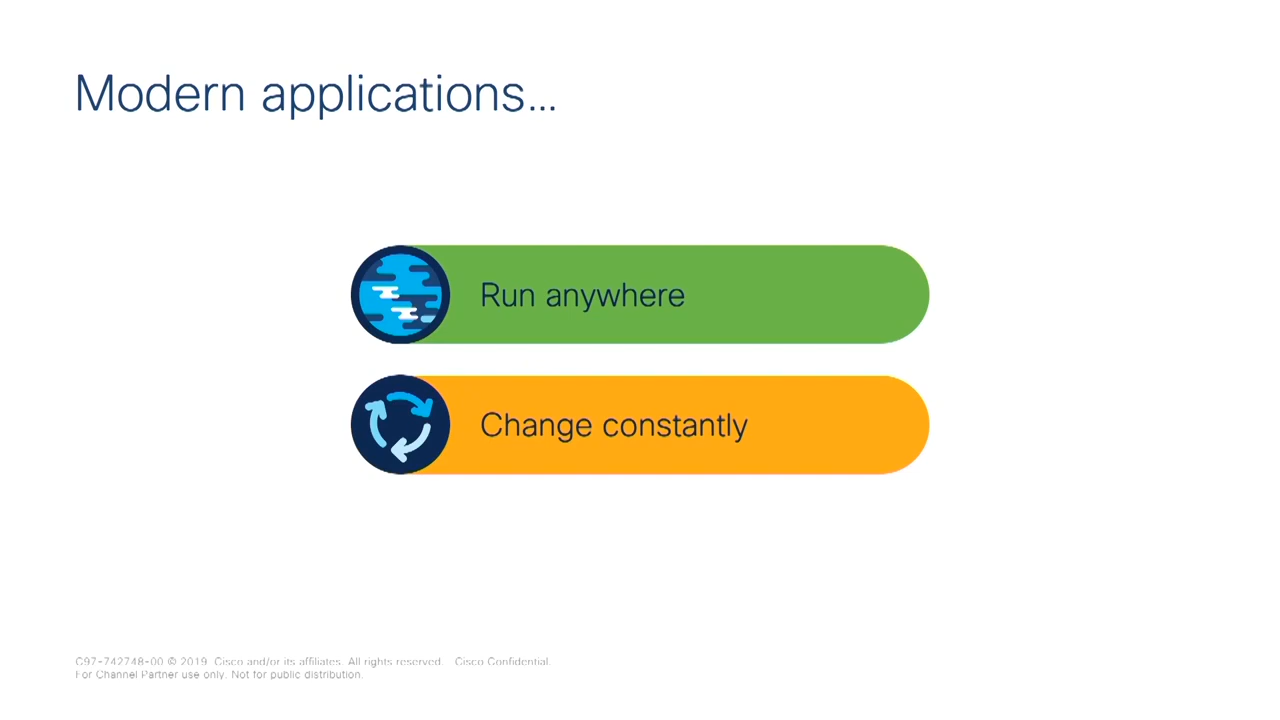 Modern applications...
Run anywhere
Change constantly
C97-742748-00 © 2019 Cisco and/or its affiliates. All rights reserved. Cisco Confidential.
For Channel Partner use only. Not for public distribution.